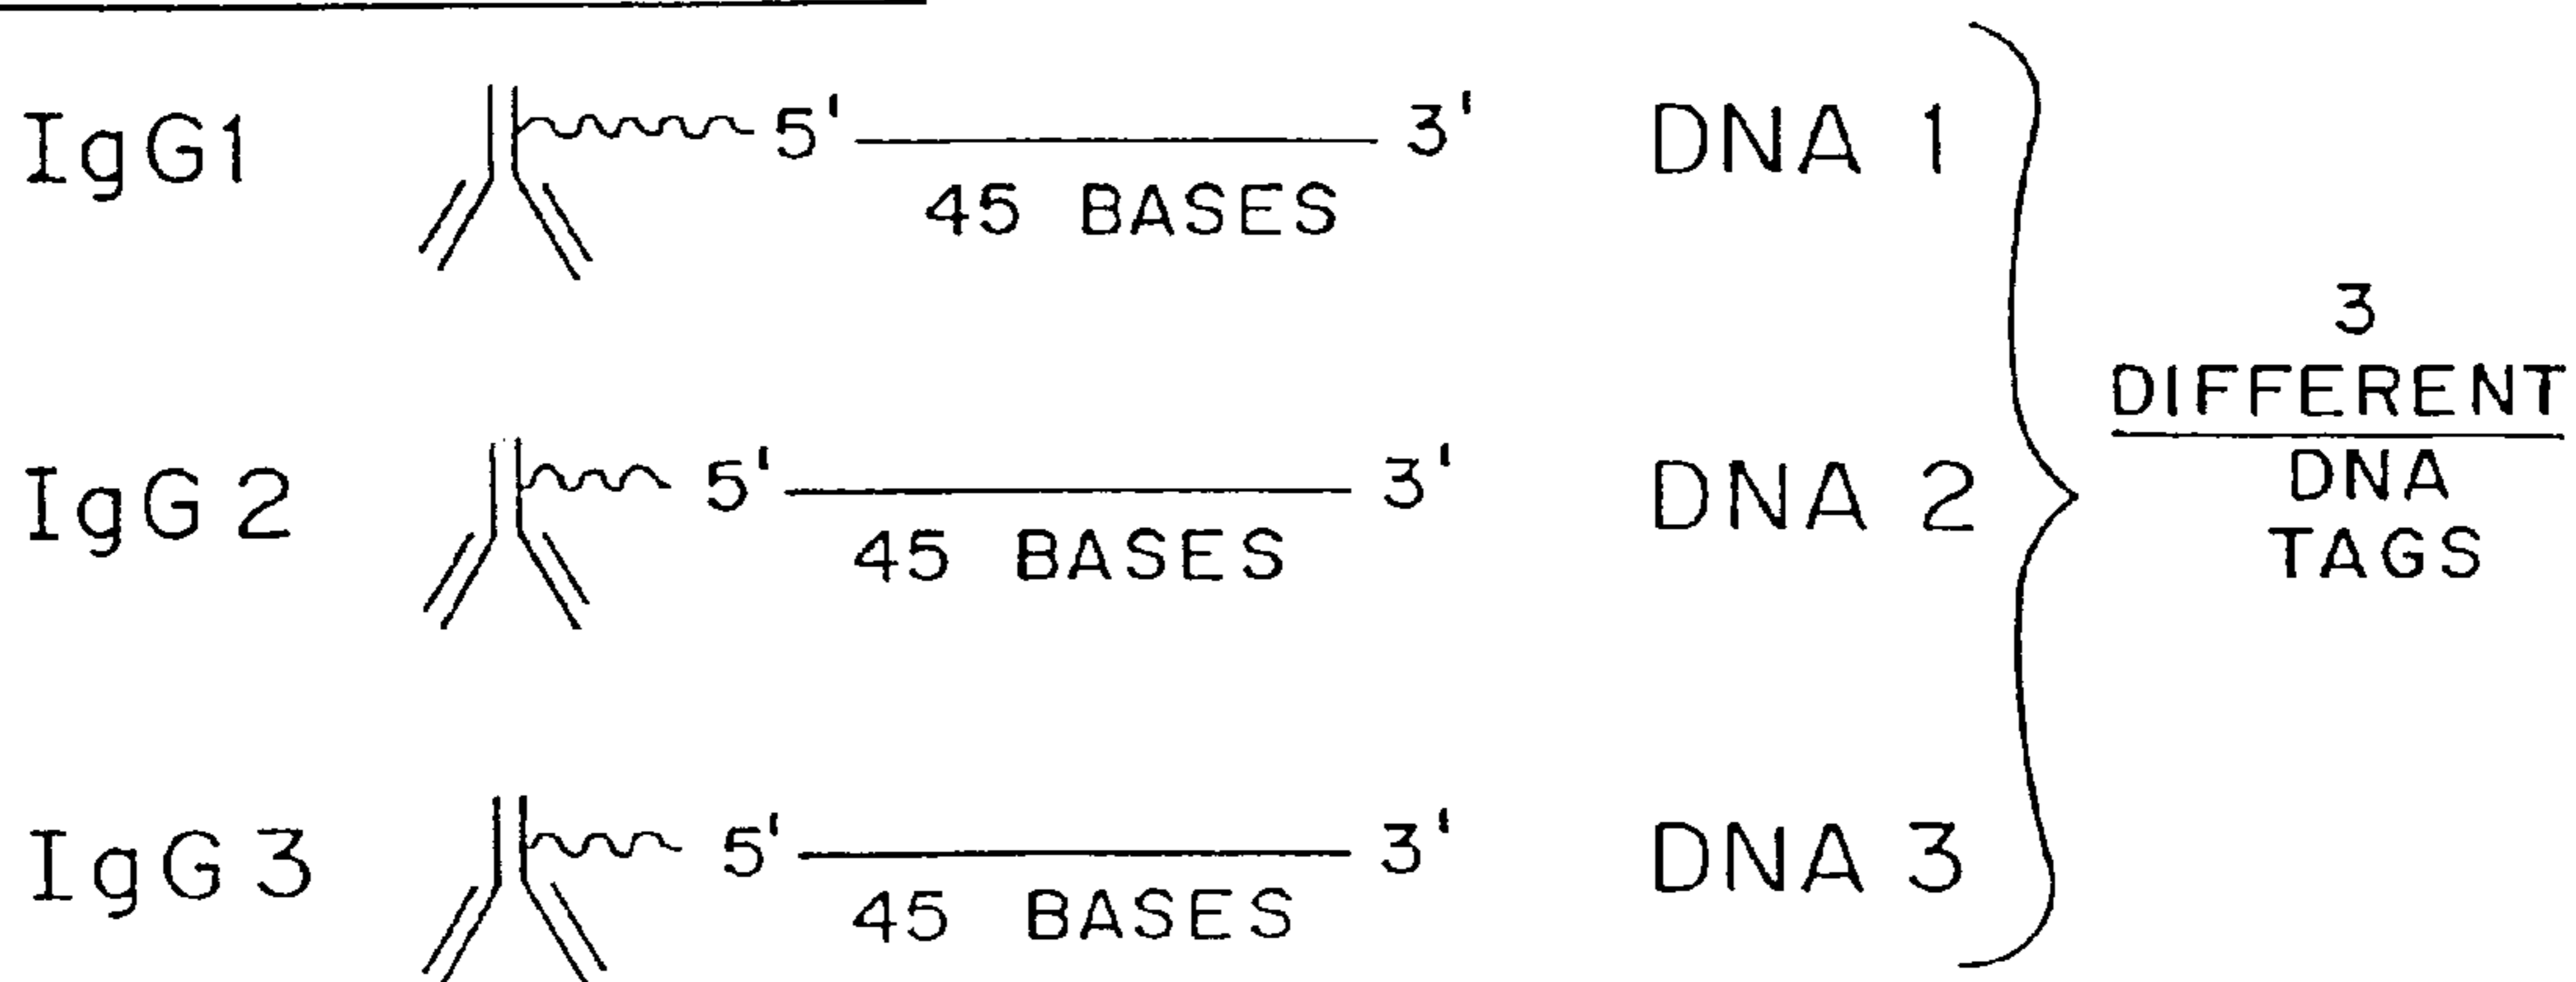 IgG1 5' 3' DNA 1
45 BASES
3
DIFFERENT
IgG 2 5' 3' DNA 2
DNA
45 BASES
TAGS
IgG 3 5' 3' DNA 3
45 BASES